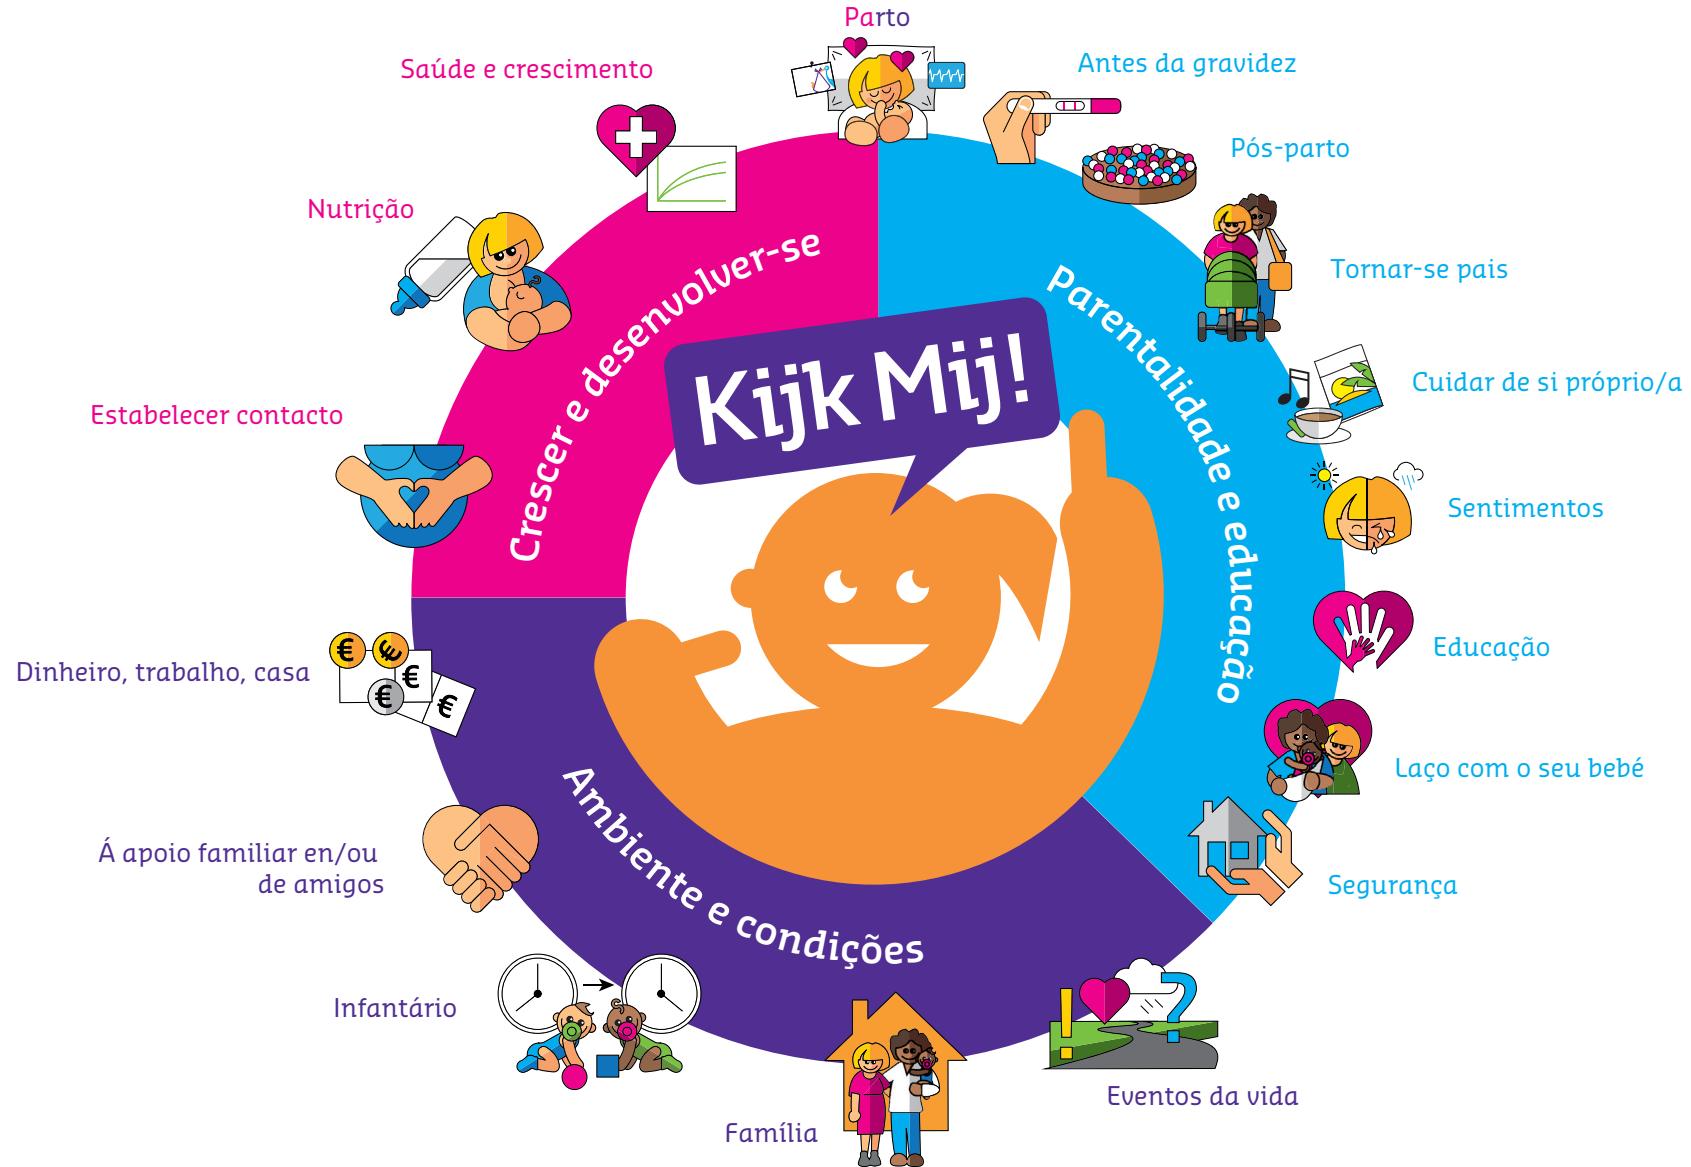 Parto
Saúde e crescimento
Antes da gravidez
Pós-parto
Nutrição
Tornar-se pais
Crescer e desenvolver-se
Parentalidade e educação
Kijk Mij!
Cuidar de si próprio/a
Estabelecer contacto
Sentimentos
Educação
Dinheiro, trabalho, casa
€
€
€
€
€
Laço com o seu bebé
Ambiente e condições
Á apoio familiar en/ou
de amigos
Segurança
Infantário
! ?
Eventos da vida
Família